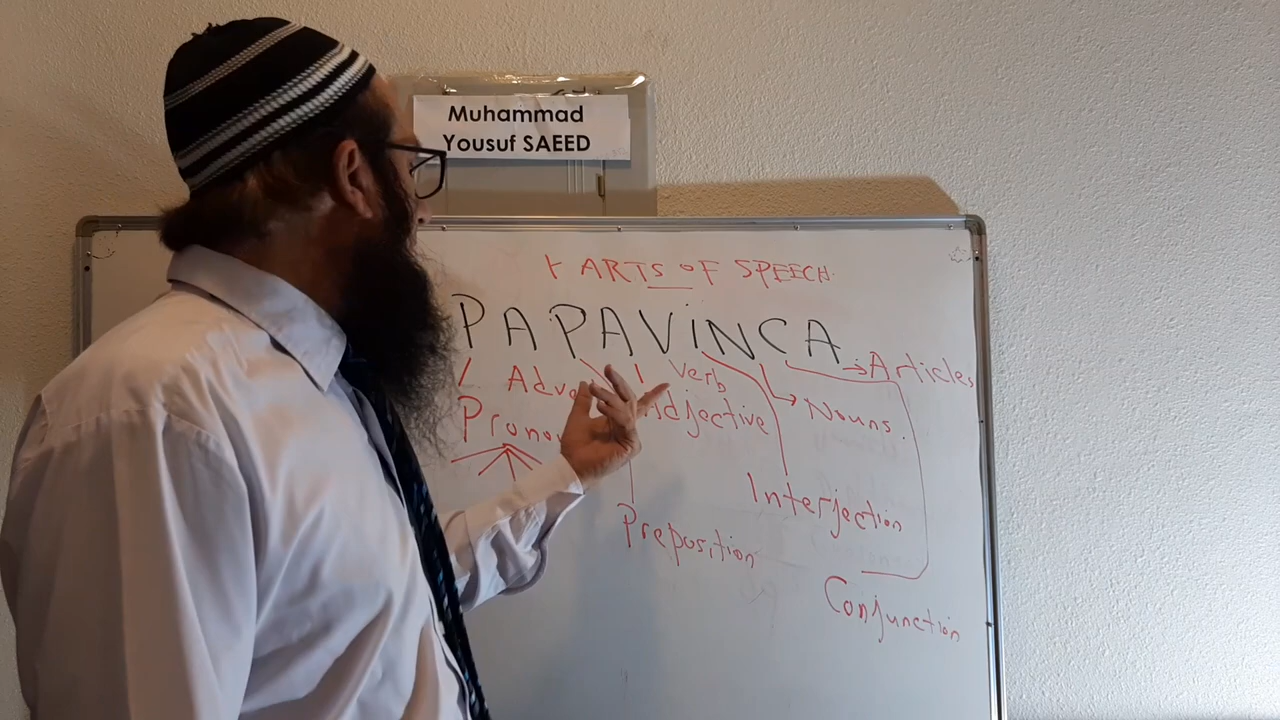 Muhammad
Yousuf SAEED
PARTS OF SPEECH
PAPAViNCA
Articles
Verb
Adjective
Nouns.
Interjection
Preposition
Conjunction